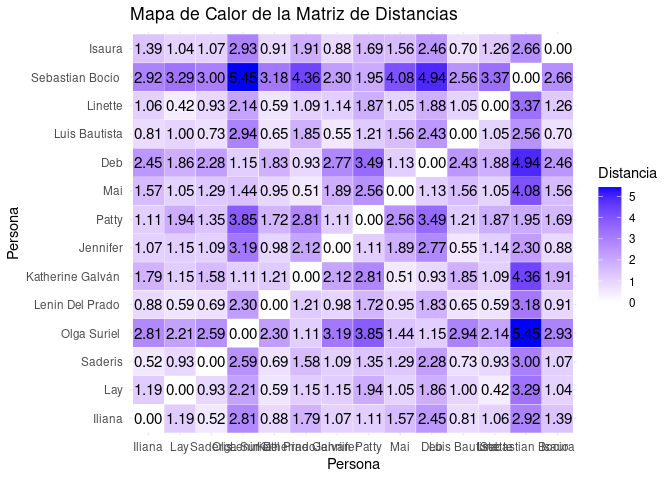 Mapa de Calor de la Matriz de Distancias
Isaura 1.39 1.04 1.07 2.93 0.91 1.91 0.88 1.69 1.56 2.46 0.70 1.26 2.66 0.00
Sebastian Bocio 2.92 3.29 3.00 5.45 3.18 4.36 2.30 1.95 4.08 4.94 2.56 3.37 0.00 2.66
Linette 1.06 0.42 0.93 2.14 0.59 1.09 1.14 1.87 1.05 1.88 1.05 0.00 3.37 1.26
Luis Bautista 0.81 1.00 0.73 2.94 0.65 1.85 0.55 1.21 1.56 2.43 0.00 1.05 2.56 0.70
Deb 2.45 1.86 2.28 1.15 1.83 0.93 2.77 3.49 1.13 0.00 2.43 1.88 4.94 2.46
Mai 1.57 1.05 1.29 1.44 0.95 0.51 1.89 2.56 0.00 1.13 1.56 1.05 4.08 1.56
Patty 1.11 1.94 1.35 3.85 1.72 2.81 1.11 0.00 2.56 3.49 1.21 1.87 1.95 1.69
Jennifer 1.07 1.15 1.09 3.19 0.98 2.12 0.00 1.11 1.89 2.77 0.55 1.14 2.30 0.88
Katherine Galván 1.79 1.15 1.58 1.11 1.21 0.00 2.12 2.81 0.51 0.93 1.85 1.09 4.36 1.91
Lenin Del Prado 0.88 0.59 0.69 2.30 0.00 1.21 0.98 1.72 0.95 1.83 0.65 0.59 3.18 0.91
Olga Suriel 2.81 2.21 2.59 0.00 2.30 1.11 3.19 3.85 1.44 1.15 2.94 2.14 5.45 2.93
Saderis 0.52 0.93 0.00 2.59 0.69 1.58 1.09 1.35 1.29 2.28 0.73 0.93 3.00 1.07
Lay 1.19 0.00 0.93 2.21 0.59 1.15 1.15 1.94 1.05 1.86 1.00 0.42 3.29 1.04
Iliana 0.00 1.19 0.52 2.81 0.88 1.79 1.07 1.11 1.57 2.45 0.81 1.06 2.92 1.39
Iliana Lay Patty Mai
Persona
Persona
Distancia
5
4
3
2
1
0